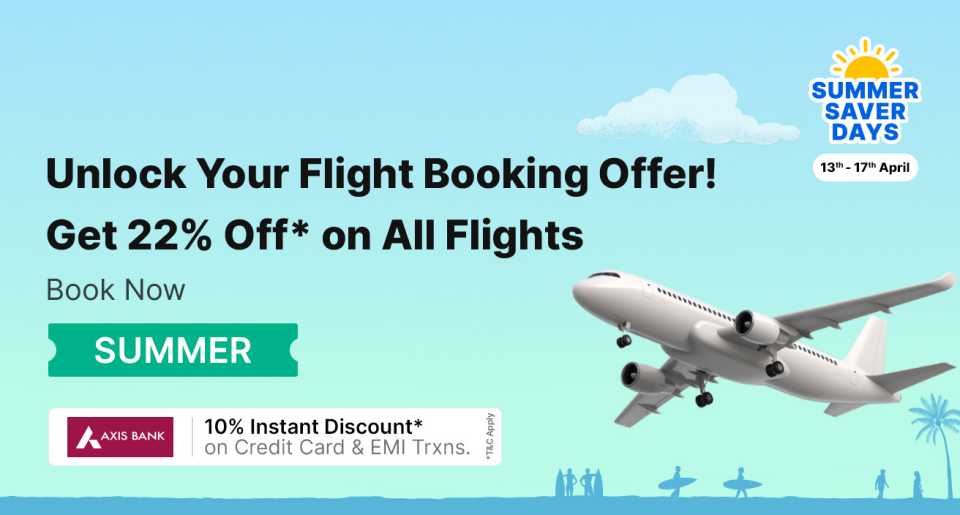 SUMMER
SAVER
DAYS
13th - 17th April
Unlock Your Flight Booking Offer!
Get 22% Off* on All Flights
Book Now
SUMMER
AXIS BANK
10% Instant Discount*
on Credit Card & EMI Trxns.
*T&C Apply